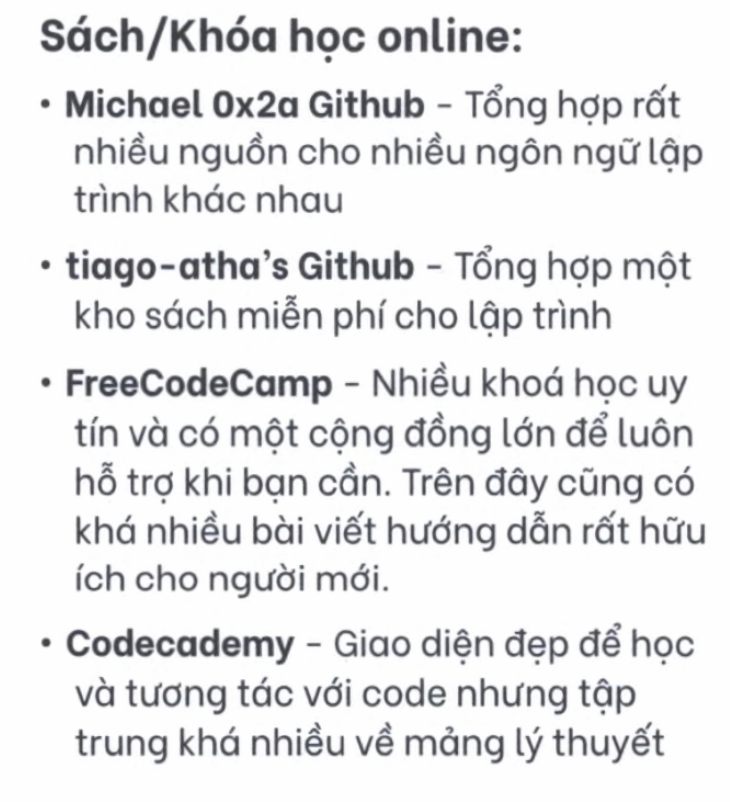 Sách/Khóa học online:
• Michael 0x2a Github - Tổng hợp rất
nhiều nguồn cho nhiều ngôn ngữ lập
trình khác nhau
• tiago-atha's Github - Tổng hợp một
kho sách miễn phí cho lập trình
• FreeCodeCamp - Nhiều khoá học uy
tín và có một cộng đồng lớn để luôn
hỗ trợ khi bạn cần. Trên đây cũng có
khá nhiều bài viết hướng dẫn rất hữu
ích cho người mới.
• Codecademy - Giao diện đẹp để học
và tương tác với code nhưng tập
trung khá nhiều về mảng lý thuyết